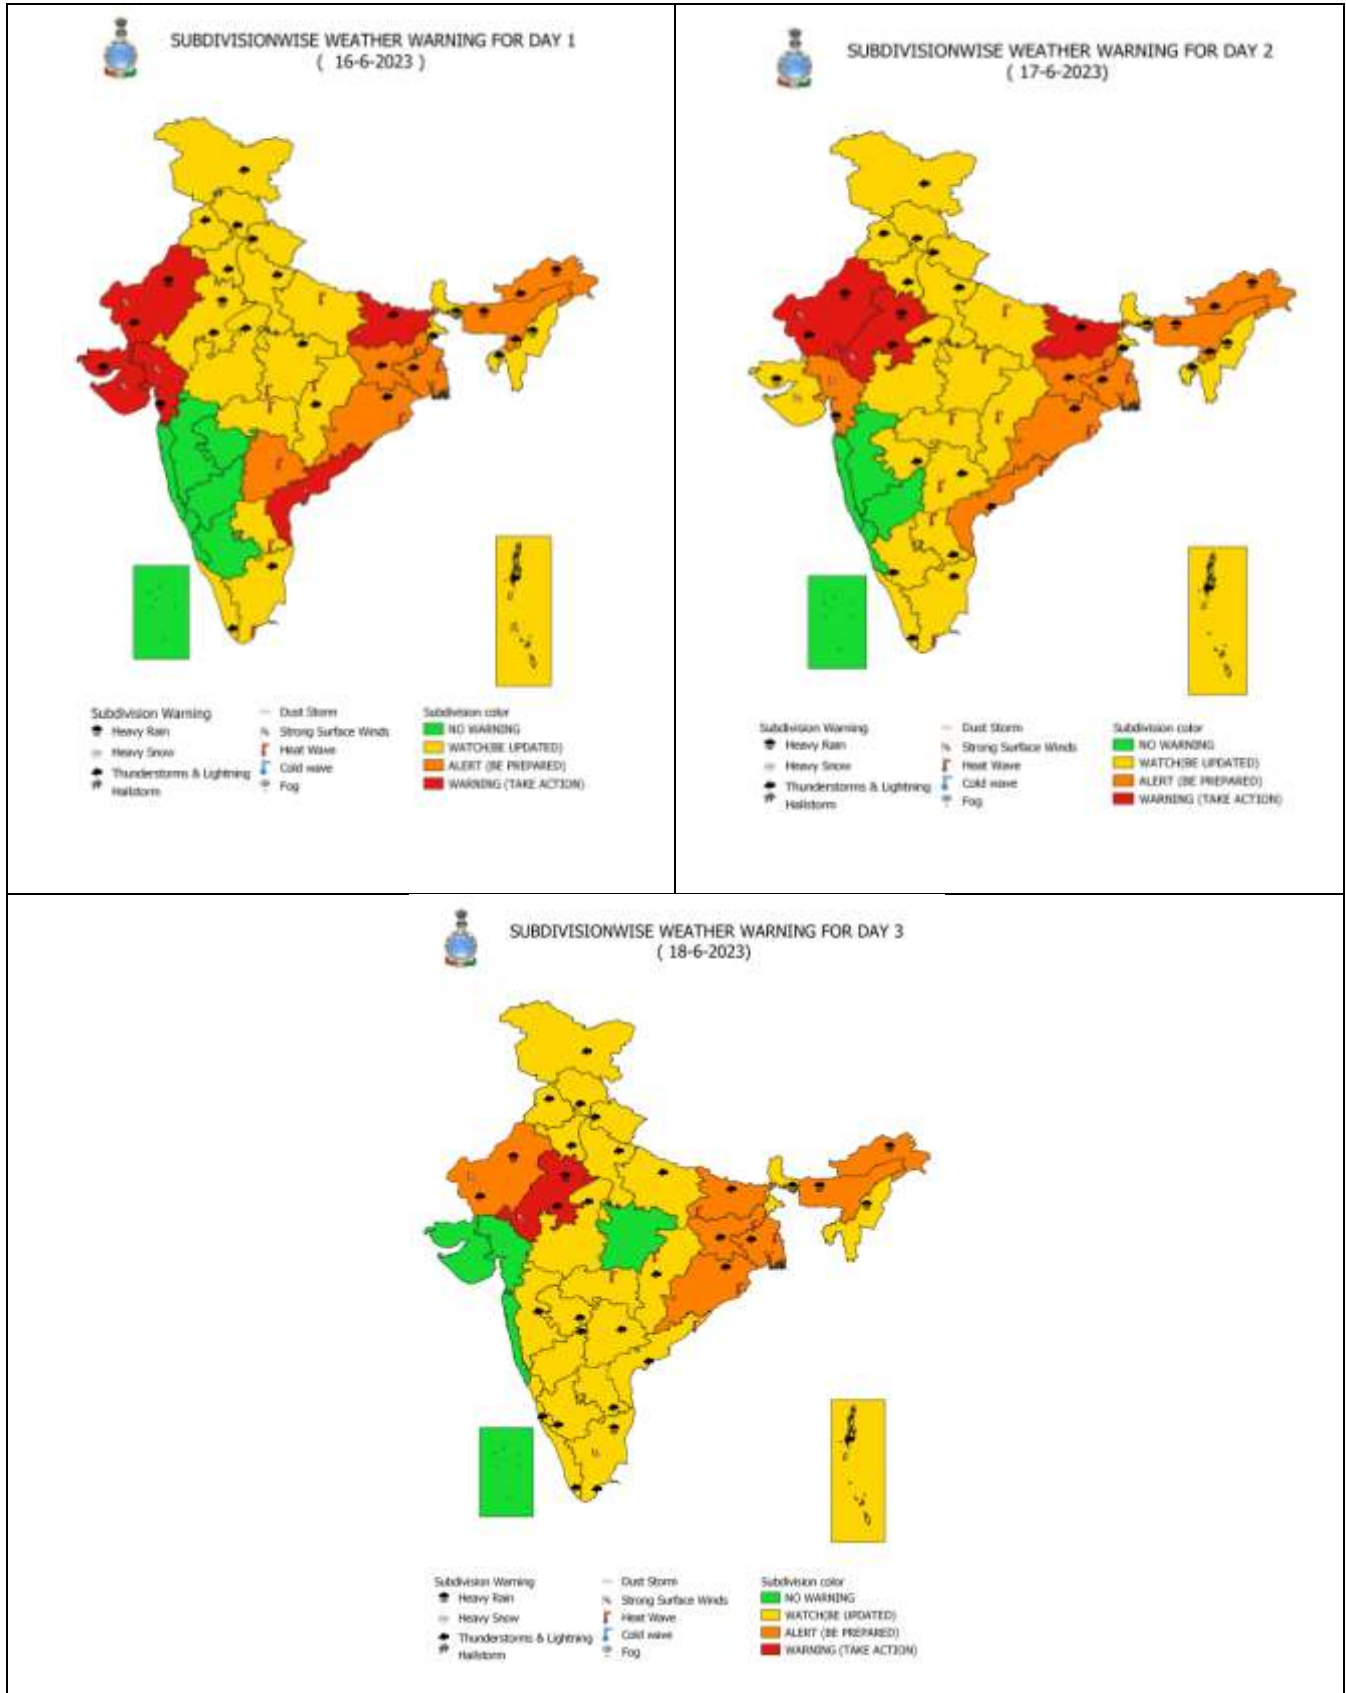 SUBDIVISIONWISE WEATHER WARNING FOR DAY 1
( 16-6-2023 )
Subdivision Warning
Heavy Rain
Heavy Snow
Thunderstorms & Lightning
Hailstorm
Dust Storm
Strong Surface Winds
Heat Wave
Cold wave
Fog
Subdivision color
NO WARNING
WATCH(BE UPDATED)
ALERT (BE PREPARED)
WARNING (TAKE ACTION)
SUBDIVISIONWISE WEATHER WARNING FOR DAY 2
( 17-6-2023)
Subdivision Warning
Heavy Rain
Heavy Snow
Thunderstorms & Lightning
Hailstorm
Dust Storm
Strong Surface Winds
Heat Wave
Cold wave
Fog
Subdivision color
NO WARNING
WATCH(BE UPDATED)
ALERT (BE PREPARED)
WARNING (TAKE ACTION)
SUBDIVISIONWISE WEATHER WARNING FOR DAY 3
( 18-6-2023)
Subdivision Warning
Heavy Rain
Heavy Snow
Thunderstorms & Lightning
Hailstorm
Dust Storm
Strong Surface Winds
Heat Wave
Cold wave
Fog
Subdivision color
NO WARNING
WATCH(BE UPDATED)
ALERT (BE PREPARED)
WARNING (TAKE ACTION)